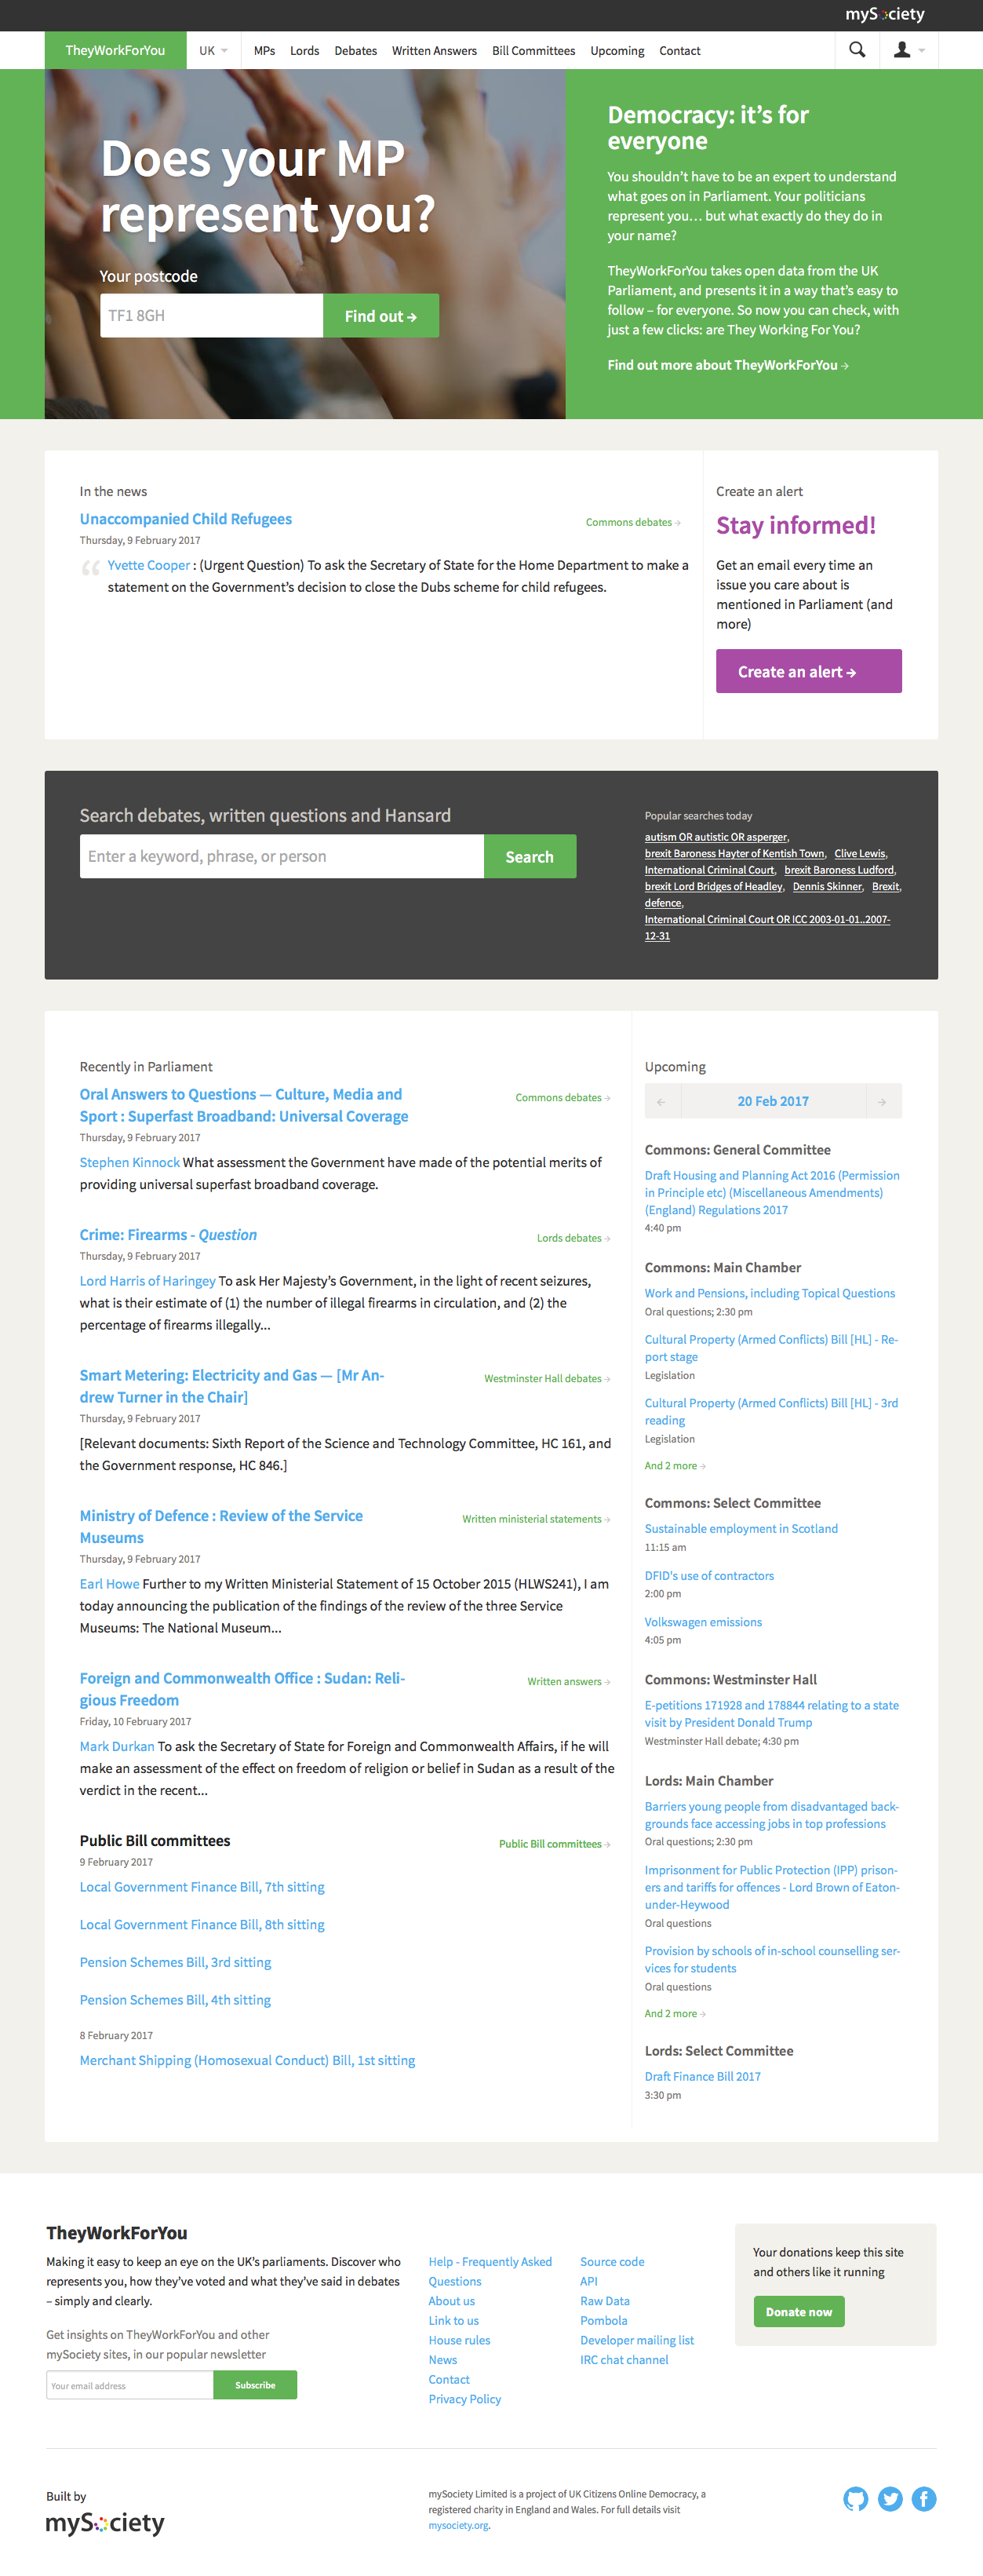 mySociety
TheyWorkForYou
UK
MPs
Lords
Debates
Written Answers
Bill Committees
Upcoming
Contact
Does your MP
represent you?
Your postcode
TF1 8GH
Find out →
Democracy: it’s for
everyone
You shouldn’t have to be an expert to understand
what goes on in Parliament. Your politicians
represent you… but what exactly do they do in
your name?
TheyWorkForYou takes open data from the UK
Parliament, and presents it in a way that’s easy to
follow – for everyone. So now you can check, with
just a few clicks: are They Working For You?
Find out more about TheyWorkForYou →
In the news
Unaccompanied Child Refugees
Commons debates →
Thursday, 9 February 2017
“ Yvette Cooper : (Urgent Question) To ask the Secretary of State for the Home Department to make a
statement on the Government’s decision to close the Dubs scheme for child refugees.
Create an alert
Stay informed!
Get an email every time an
issue you care about is
mentioned in Parliament (and
more)
Create an alert →
Search debates, written questions and Hansard
Enter a keyword, phrase, or person
Search
Popular searches today
autism OR autistic OR asperger,
brexit Baroness Hayter of Kentish Town, Clive Lewis,
International Criminal Court, brexit Baroness Ludford,
brexit Lord Bridges of Headley, Dennis Skinner, Brexit,
defence,
International Criminal Court OR ICC 2003-01-01..2007-
12-31
Recently in Parliament
Oral Answers to Questions — Culture, Media and
Sport : Superfast Broadband: Universal Coverage
Commons debates →
Thursday, 9 February 2017
Stephen Kinnock What assessment the Government have made of the potential merits of
providing universal superfast broadband coverage.
Crime: Firearms - Question
Lords debates →
Thursday, 9 February 2017
Lord Harris of Haringey To ask Her Majesty’s Government, in the light of recent seizures,
what is their estimate of (1) the number of illegal firearms in circulation, and (2) the
percentage of firearms illegally...
Smart Metering: Electricity and Gas — [Mr An-
drew Turner in the Chair]
Westminster Hall debates →
Thursday, 9 February 2017
[Relevant documents: Sixth Report of the Science and Technology Committee, HC 161, and
the Government response, HC 846.]
Ministry of Defence : Review of the Service
Museums
Written ministerial statements →
Thursday, 9 February 2017
Earl Howe Further to my Written Ministerial Statement of 15 October 2015 (HLWS241), I am
today announcing the publication of the findings of the review of the three Service
Museums: The National Museum...
Foreign and Commonwealth Office : Sudan: Reli-
gious Freedom
Written answers →
Friday, 10 February 2017
Mark Durkan To ask the Secretary of State for Foreign and Commonwealth Affairs, if he will
make an assessment of the effect on freedom of religion or belief in Sudan as a result of the
verdict in the recent...
Public Bill committees
Public Bill committees →
9 February 2017
Local Government Finance Bill, 7th sitting
Local Government Finance Bill, 8th sitting
Pension Schemes Bill, 3rd sitting
Pension Schemes Bill, 4th sitting
8 February 2017
Merchant Shipping (Homosexual Conduct) Bill, 1st sitting
Upcoming
← 20 Feb 2017 →
Commons: General Committee
Draft Housing and Planning Act 2016 (Permission
in Principle etc) (Miscellaneous Amendments)
(England) Regulations 2017
4:40 pm
Commons: Main Chamber
Work and Pensions, including Topical Questions
Oral questions; 2:30 pm
Cultural Property (Armed Conflicts) Bill [HL] - Re-
port stage
Legislation
Cultural Property (Armed Conflicts) Bill [HL] - 3rd
reading
Legislation
And 2 more →
Commons: Select Committee
Sustainable employment in Scotland
11:15 am
DFID's use of contractors
2:00 pm
Volkswagen emissions
4:05 pm
Commons: Westminster Hall
E-petitions 171928 and 178844 relating to a state
visit by President Donald Trump
Westminster Hall debate; 4:30 pm
Lords: Main Chamber
Barriers young people from disadvantaged back-
grounds face accessing jobs in top professions
Oral questions; 2:30 pm
Imprisonment for Public Protection (IPP) prison-
ers and tariffs for offences - Lord Brown of Eaton-
under-Heywood
Oral questions
Provision by schools of in-school counselling ser-
vices for students
Oral questions
And 2 more →
Lords: Select Committee
Draft Finance Bill 2017
3:30 pm
TheyWorkForYou
Making it easy to keep an eye on the UK’s parliaments. Discover who
represents you, how they’ve voted and what they’ve said in debates
– simply and clearly.
Get insights on TheyWorkForYou and other
mySociety sites, in our popular newsletter
Your email address
Subscribe
Help - Frequently Asked
Questions
About us
Link to us
House rules
News
Contact
Privacy Policy
Source code
API
Raw Data
Pombola
Developer mailing list
IRC chat channel
Your donations keep this site
and others like it running
Donate now
Built by
mySociety
mySociety Limited is a project of UK Citizens Online Democracy, a
registered charity in England and Wales. For full details visit
mysociety.org.